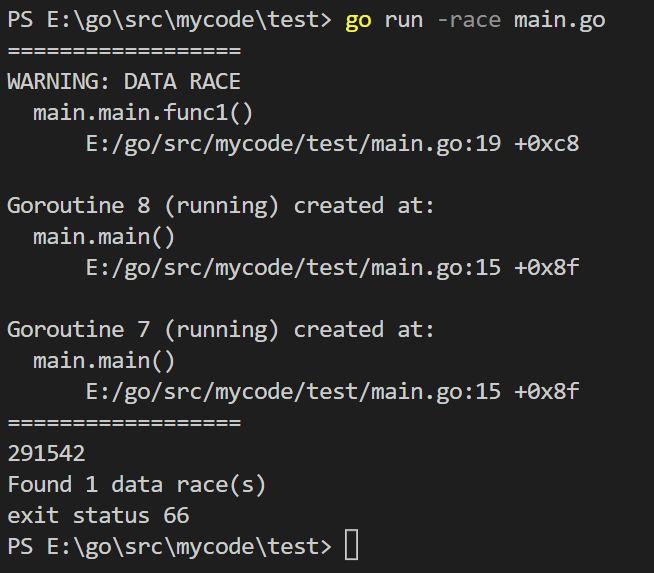 PS E:\go\src\mycode\test> go run -race main.go
==================
WARNING: DATA RACE
main.main.func1()
E:/go/src/mycode/test/main.go:19 +0xc8
Goroutine 8 (running) created at:
main.main()
E:/go/src/mycode/test/main.go:15 +0x8f
Goroutine 7 (running) created at:
main.main()
E:/go/src/mycode/test/main.go:15 +0x8f
==================
291542
Found 1 data race(s)
exit status 66
PS E:\go\src\mycode\test>